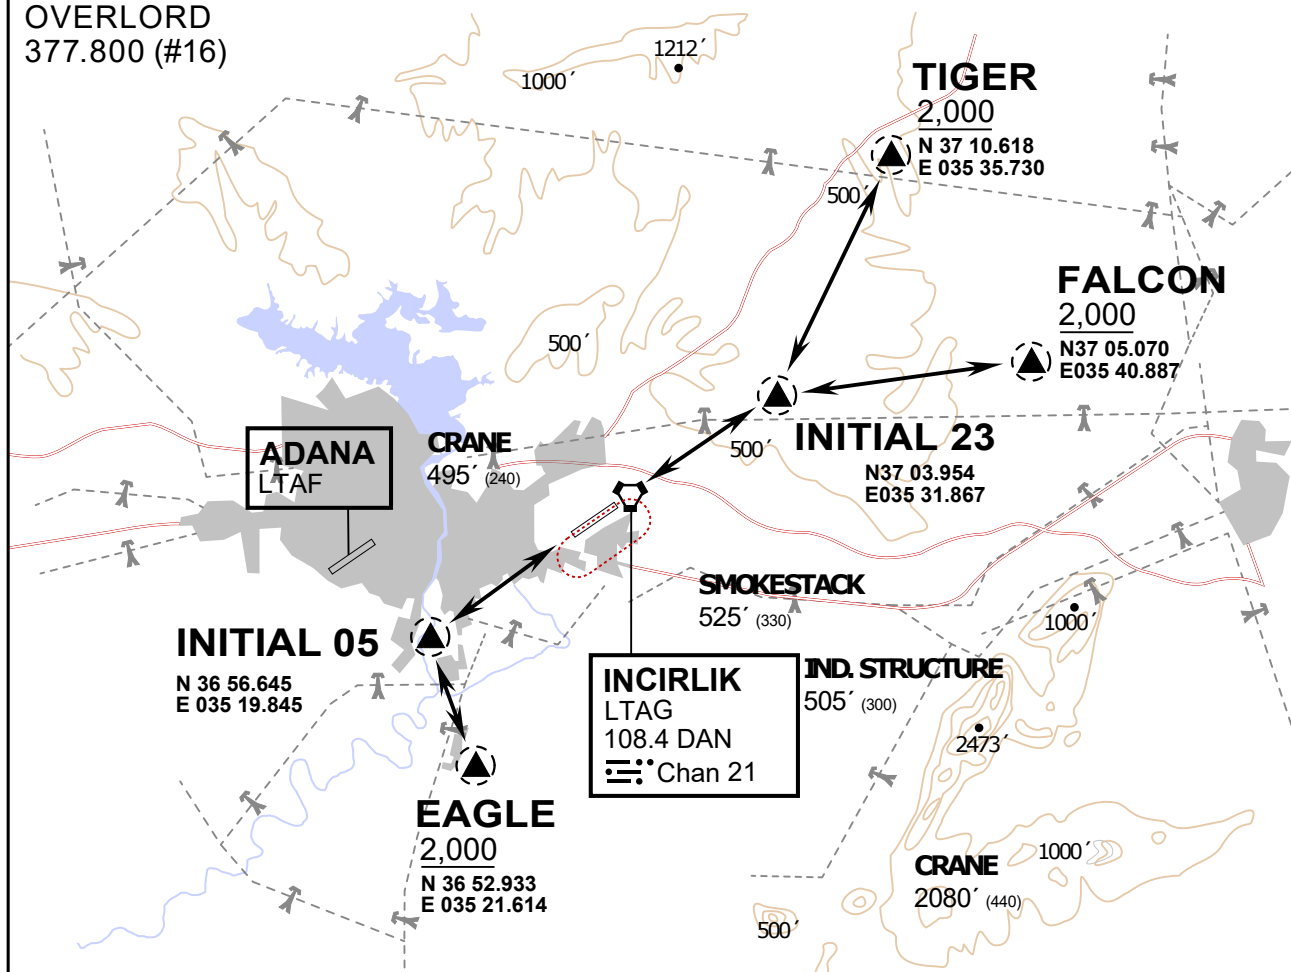 OVERLORD
377.800 (#16)
1212′
1000′
TIGER
2,000
N 37 10.618
E 035 35.730
500′
FALCON
2,000
N37 05.070
E035 40.887
500′
INITIAL 23
N37 03.954
E035 31.867
500′
ADANA
LTAF
CRANE
495′ (240)
SMOKESTACK
525′ (330)
1000′
INITIAL 05
N 36 56.645
E 035 19.845
INCIRLIK
LTAG
108.4 DAN
Chan 21
IND. STRUCTURE
505′ (300)
2473′
EAGLE
2,000
N 36 52.933
E 035 21.614
CRANE
2080′ (440)
1000′
500′